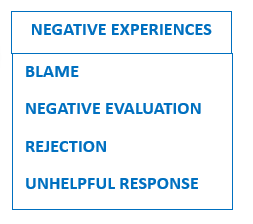 NEGATIVE EXPERIENCES
BLAME
NEGATIVE EVALUATION
REJECTION
UNHELPFUL RESPONSE